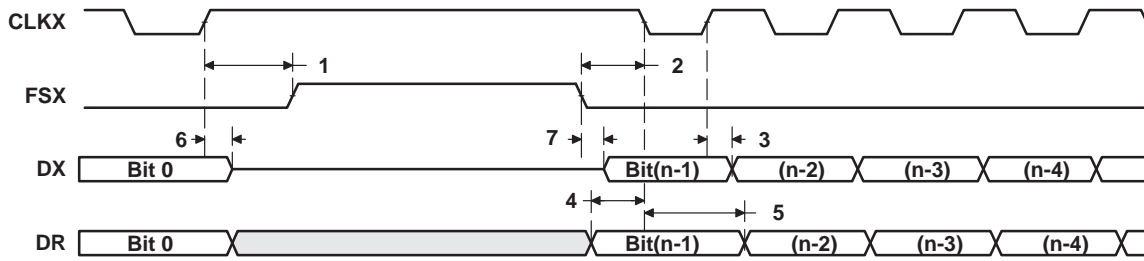 CLKX
1 2
FSX
6 7 3
DX Bit 0 Bit(n-1) (n-2) (n-3) (n-4)
4 5
DR Bit 0 Bit(n-1) (n-2) (n-3) (n-4)